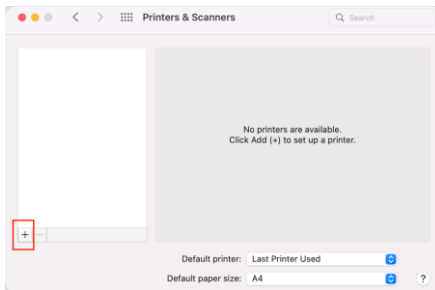 Printers & Scanners
Search
No printers are available.
Click Add (+) to set up a printer.
+ −
Default printer: Last Printer Used
Default paper size: A4
?